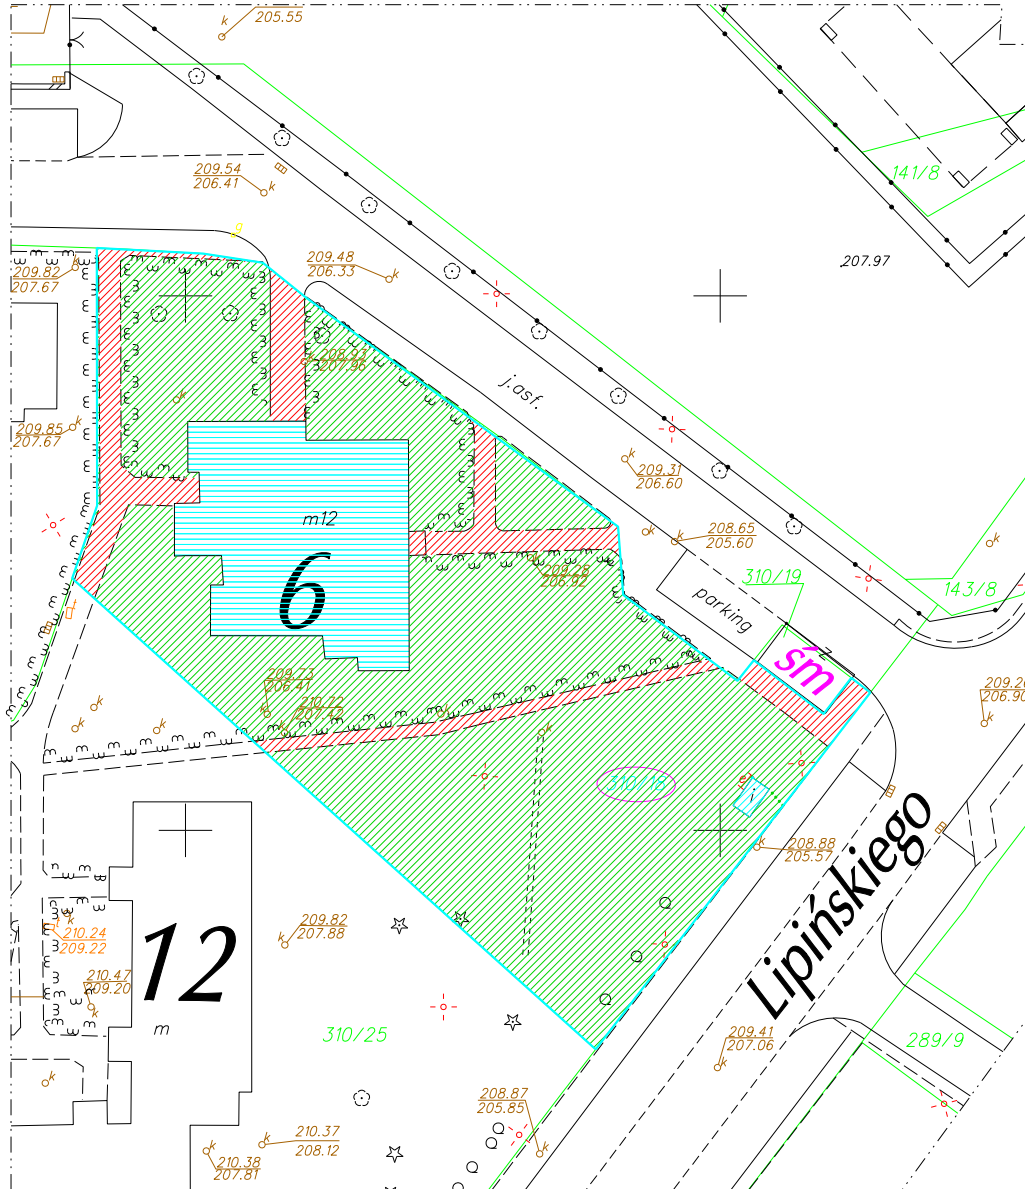 k
205.55
209.54
206.41
k
141/8
g
207.97
209.48
206.33
k
209.82
207.67
k
208.93
207.96
k
k
j.asf.
209.85
207.67
k
k
209.31
206.60
m12
k
k
208.65
205.60
k
k
209.28
206.92
310/19
143/8
6
parking
t
k
śm
z
209.73
206.41
k
210.72
k
209.20
206.90
k
k
k
k
k
310/18
e
i
k
208.88
205.57
Lipińskiego
12
m
k
t
210.24
209.22
209.82
207.88
k
210.47
209.20
k
310/25
209.41
207.06
k
289/9
k
208.87
205.85
k
210.37
208.12
k
k
210.38
207.81